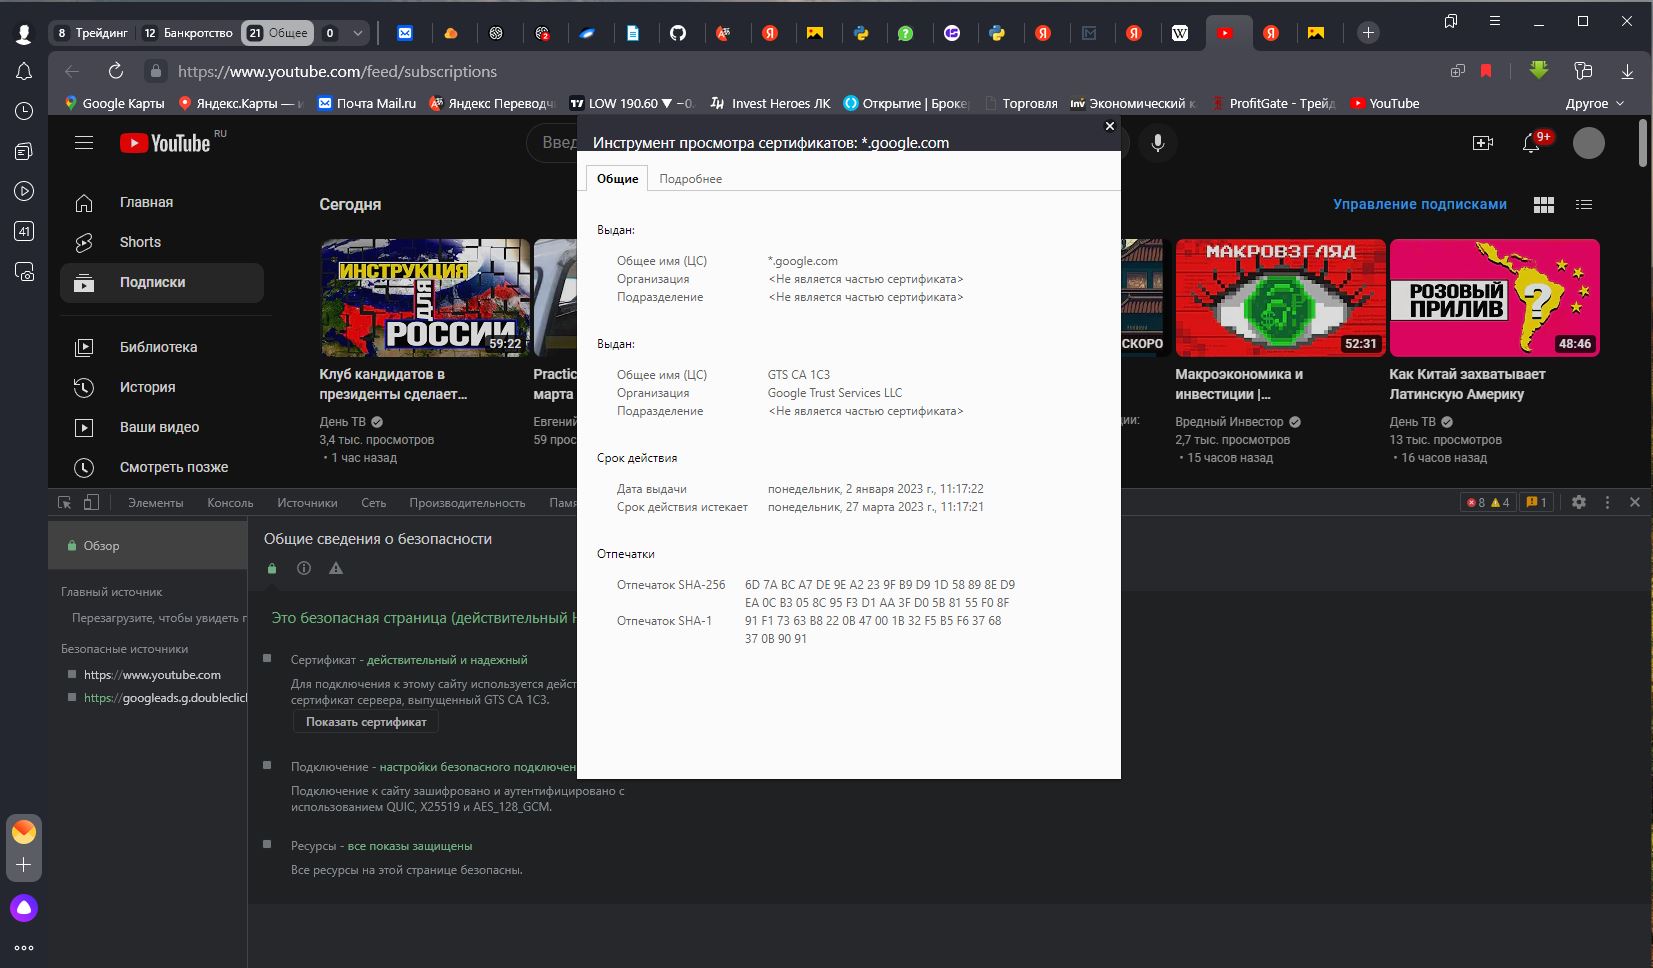 8 Трейдинг 12 Банкротство 21 Общее 0
https://www.youtube.com/feed/subscriptions
Google Карты Яндекс.Карты — и Почта Mail.ru Яндекс Переводч LOW 190.60 ▼ −0. Invest Heroes ЛК Открытие | Брокер Торговля Экономический к ProfitGate - Трейд YouTube Другое
YouTube RU
Введ
9+
41
Главная
Shorts
Подписки
Библиотека
История
Ваши видео
Смотреть позже
Сегодня
Управление подписками
ИНСТРУКЦИЯ
ДЛЯ
РОССИИ
59:22
Клуб кандидатов в
президенты сделает...
День ТВ
3,4 тыс. просмотров
• 1 час назад
Practic
марта
Евгений
59 прос
СКОРО
ции:
МАКРОВЗГЛЯД
52:31
Макроэкономика и
инвестиции |...
Вредный Инвестор
2,7 тыс. просмотров
• 15 часов назад
РОЗОВЫЙ
ПРИЛИВ
?
48:46
Как Китай захватывает
Латинскую Америку
День ТВ
13 тыс. просмотров
• 16 часов назад
Инструмент просмотра сертификатов: *.google.com
Общие Подробнее
Выдан:
Общее имя (ЦС) *.google.com
Организация <Не является частью сертификата>
Подразделение <Не является частью сертификата>
Выдан:
Общее имя (ЦС) GTS CA 1C3
Организация Google Trust Services LLC
Подразделение <Не является частью сертификата>
Срок действия
Дата выдачи понедельник, 2 января 2023 г., 11:17:22
Срок действия истекает понедельник, 27 марта 2023 г., 11:17:21
Отпечатки
Отпечаток SHA-256 6D 7A BC A7 DE 9E A2 23 9F B9 D9 1D 58 89 8E D9
EA 0C B3 05 8C 95 F3 D1 AA 3F D0 5B 81 55 F0 8F
Отпечаток SHA-1 91 F1 73 63 B8 22 0B 47 00 1B 32 F5 B5 F6 37 68
37 0B 90 91
Элементы Консоль Источники Сеть Производительность Памя 8 4 1
Обзор
Главный источник
Перезагрузите, чтобы увидеть г
Безопасные источники
https://www.youtube.com
https://googleads.g.doubleclicl
Общие сведения о безопасности
Это безопасная страница (действительный H
Сертификат - действительный и надежный
Для подключения к этому сайту используется дейст
сертификат сервера, выпущенный GTS CA 1C3.
Показать сертификат
Подключение - настройки безопасного подключен
Подключение к сайту зашифровано и аутентифицировано с
использованием QUIC, X25519 и AES_128_GCM.
Ресурсы - все показы защищены
Все ресурсы на этой странице безопасны.